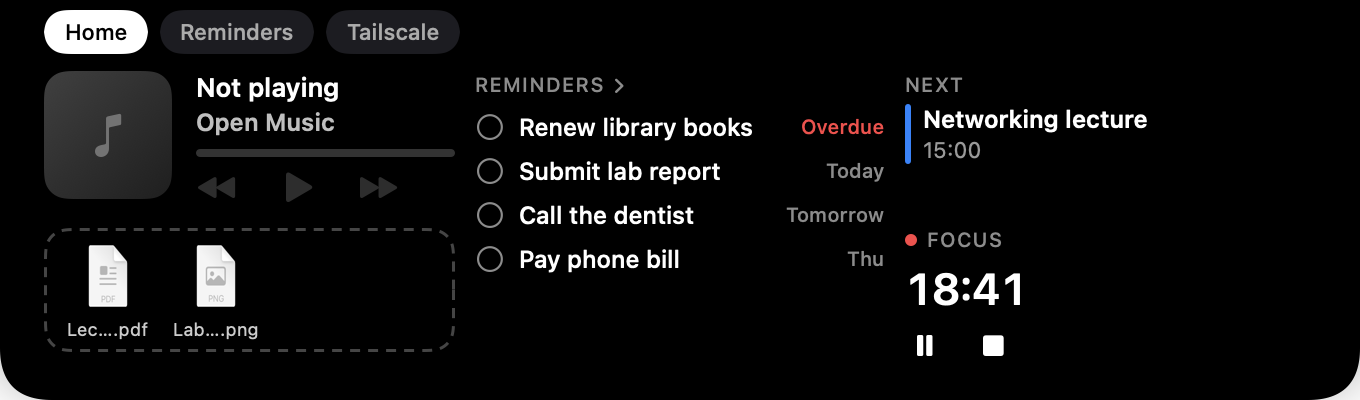 Home
Reminders
Tailscale
Not playing
Open Music
PDF
PNG
Lec....pdf
Lab....png
REMINDERS
Renew library books Overdue
Submit lab report Today
Call the dentist Tomorrow
Pay phone bill Thu
NEXT
Networking lecture
15:00
FOCUS
18:41